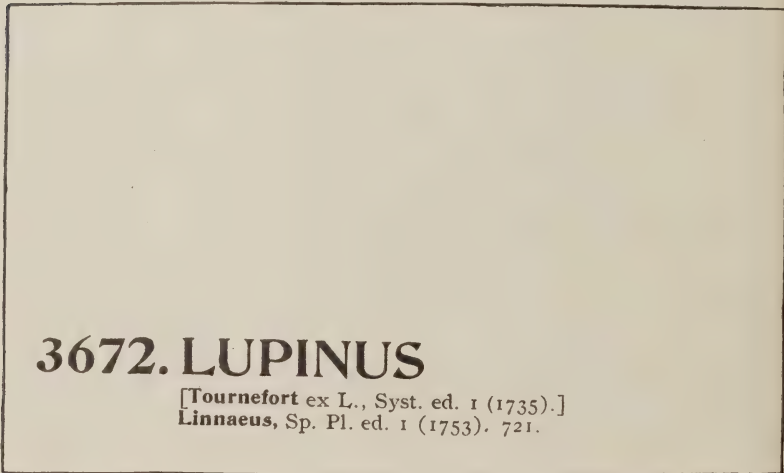 3672. LUPINUS
[Tournefort ex L., Syst. ed. 1 (1735).]
Linnaeus, Sp. Pl. ed. 1 (1753). 721.